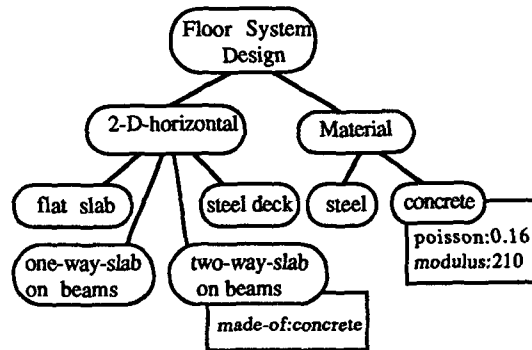 Floor System
Design
2-D-horizontal
Material
flat slab
steel deck
steel
concrete
poisson:0.16
modulus:210
one-way-slab
on beams
two-way-slab
on beams
made-of:concrete